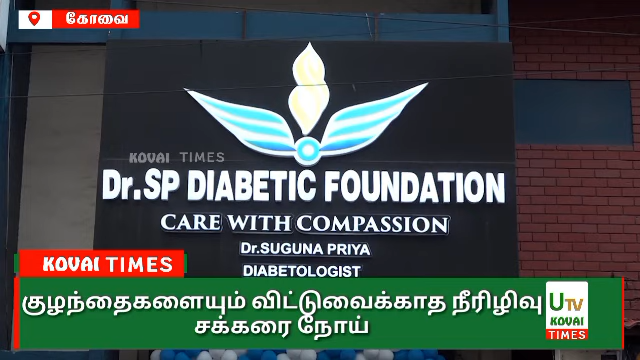 கோவை
KOVAI TIMES
Dr.SP DIABETIC FOUNDATION
CARE WITH COMPASSION
Dr.SUGUNA PRIYA
DIABETOLOGIST
KOVAI TIMES
குழந்தைகளையும் விட்டுவைக்காத நீரிழிவு
சக்கரை நோய்
UTV
KOVAI
TIMES